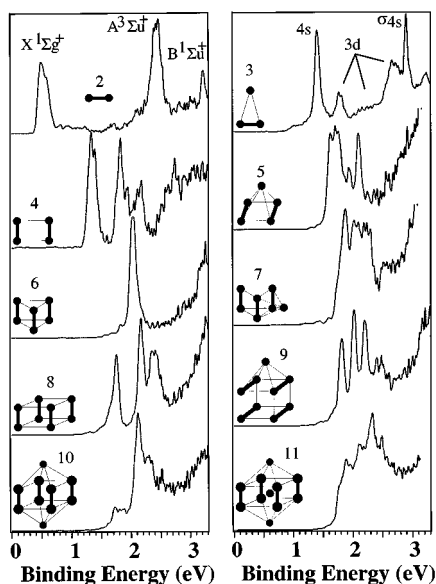 X ¹Σg⁺
A³Σu⁺
B¹Σu⁺
2
4
6
8
10
0 1 2 3
Binding Energy (eV)
4s
3d
σ4s
3
5
7
9
11
0 1 2 3
Binding Energy (eV)